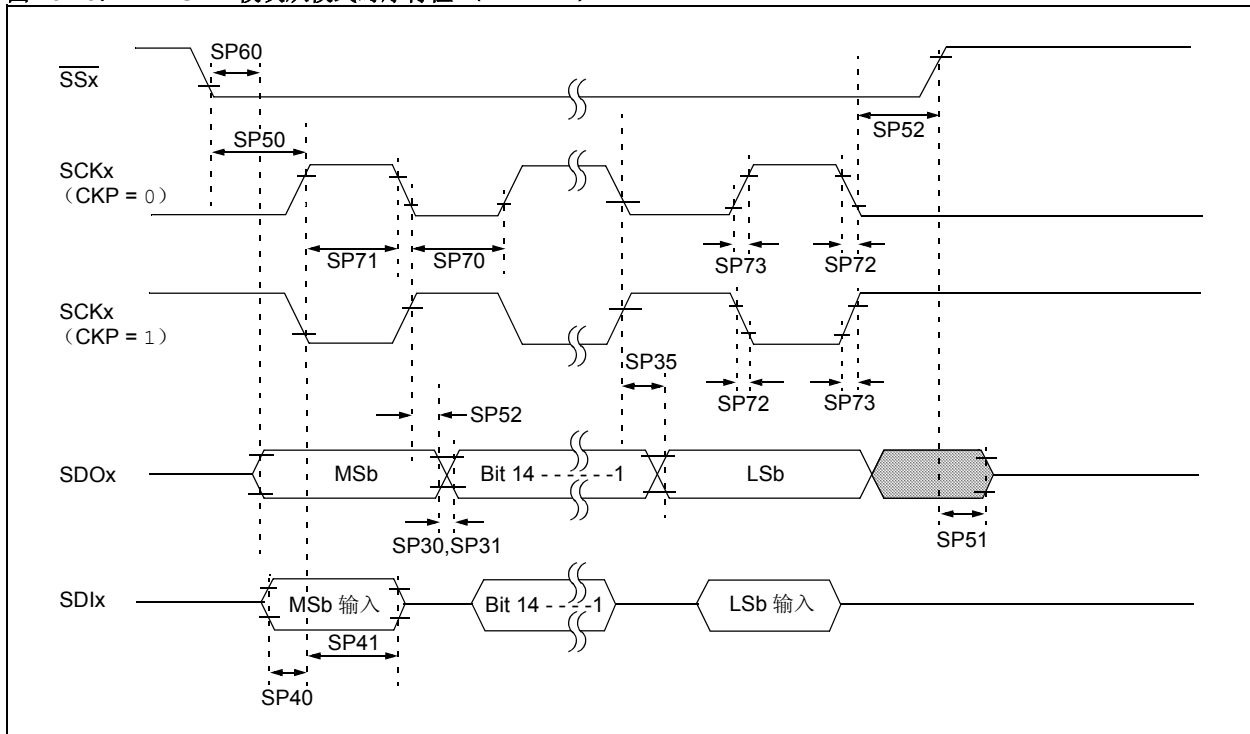 SP60
SSx
SP50
SP52
SCKx
（CKP = 0）
SP71
SP70
SP73
SP72
SCKx
（CKP = 1）
SP35
SP72
SP73
SP52
SDOx
MSb
Bit 14 - - - - - -1
LSb
SP30,SP31
SP51
SDIx
MSb 输入
Bit 14 - - - -1
LSb 输入
SP41
SP40